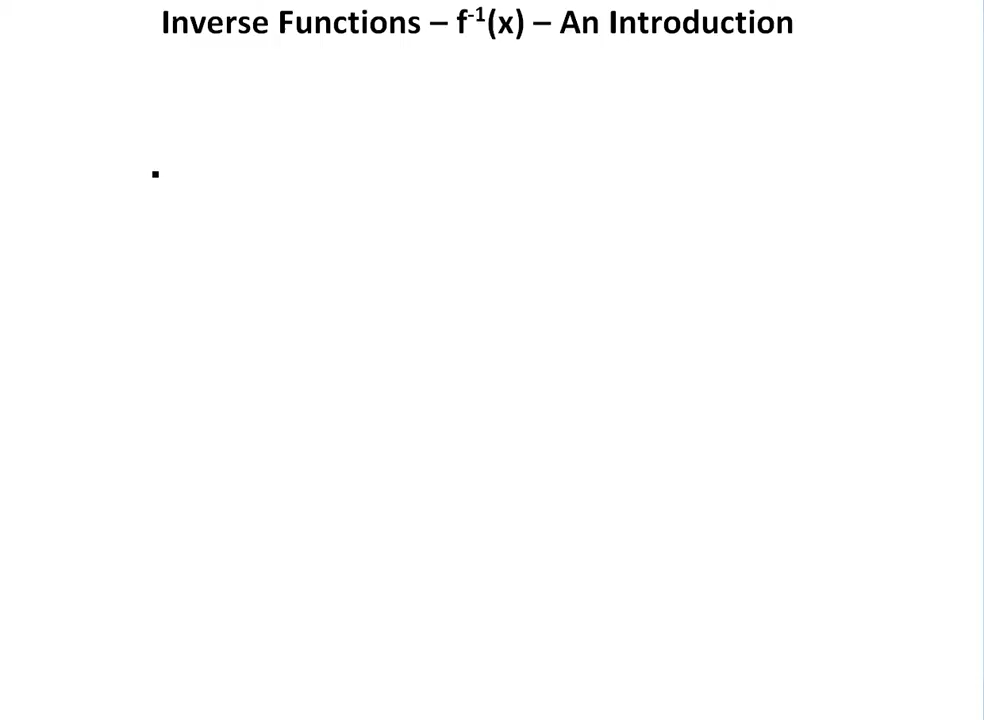 Inverse Functions – f⁻¹(x) – An Introduction